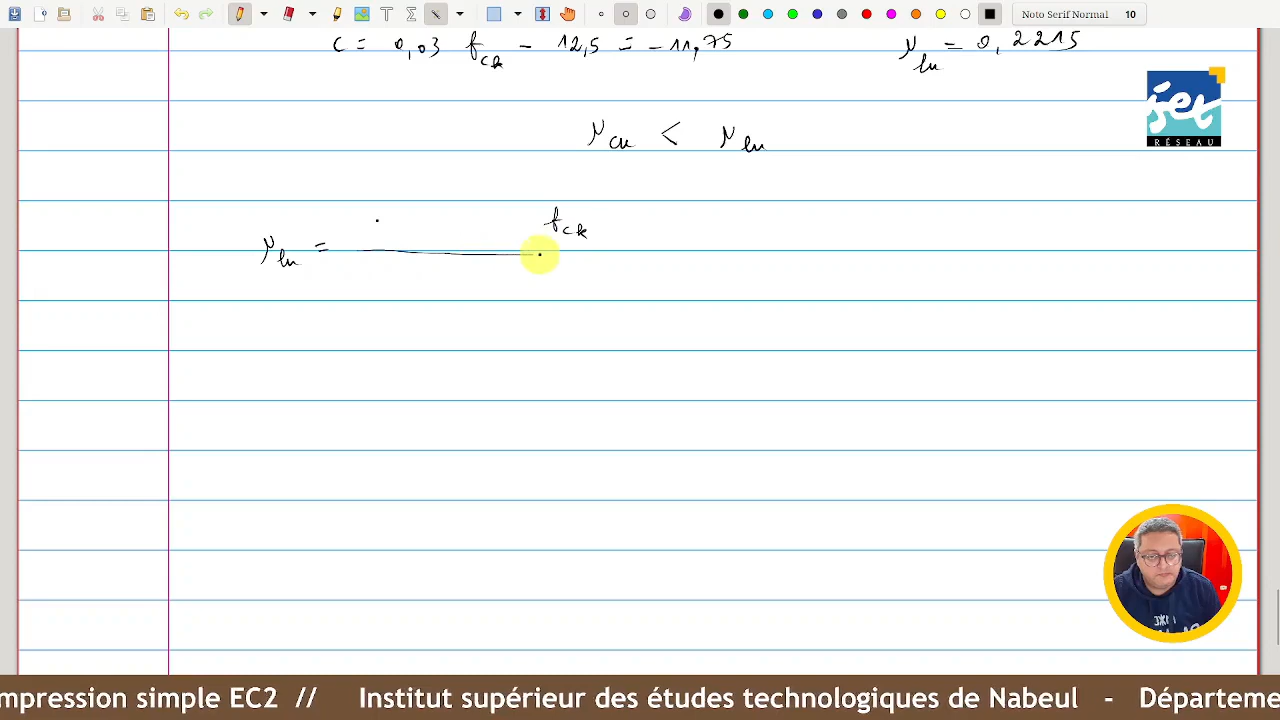 Noto Serif Normal 10
c = 0,03 fck - 12,5 = -11,75
μlu = 0,2215
iset
RÉSEAU
μcu < μlu
fck
μlu =
mpression simple EC2 // Institut supérieur des études technologiques de Nabeul - Départeme